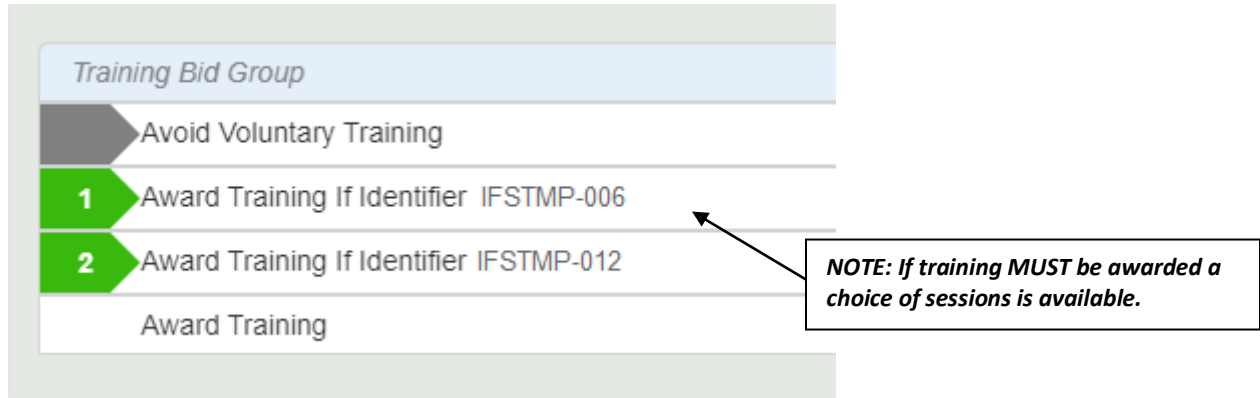 Training Bid Group
Avoid Voluntary Training
1 Award Training If Identifier IFSTMP-006
2 Award Training If Identifier IFSTMP-012
NOTE: If training MUST be awarded a
choice of sessions is available.
Award Training